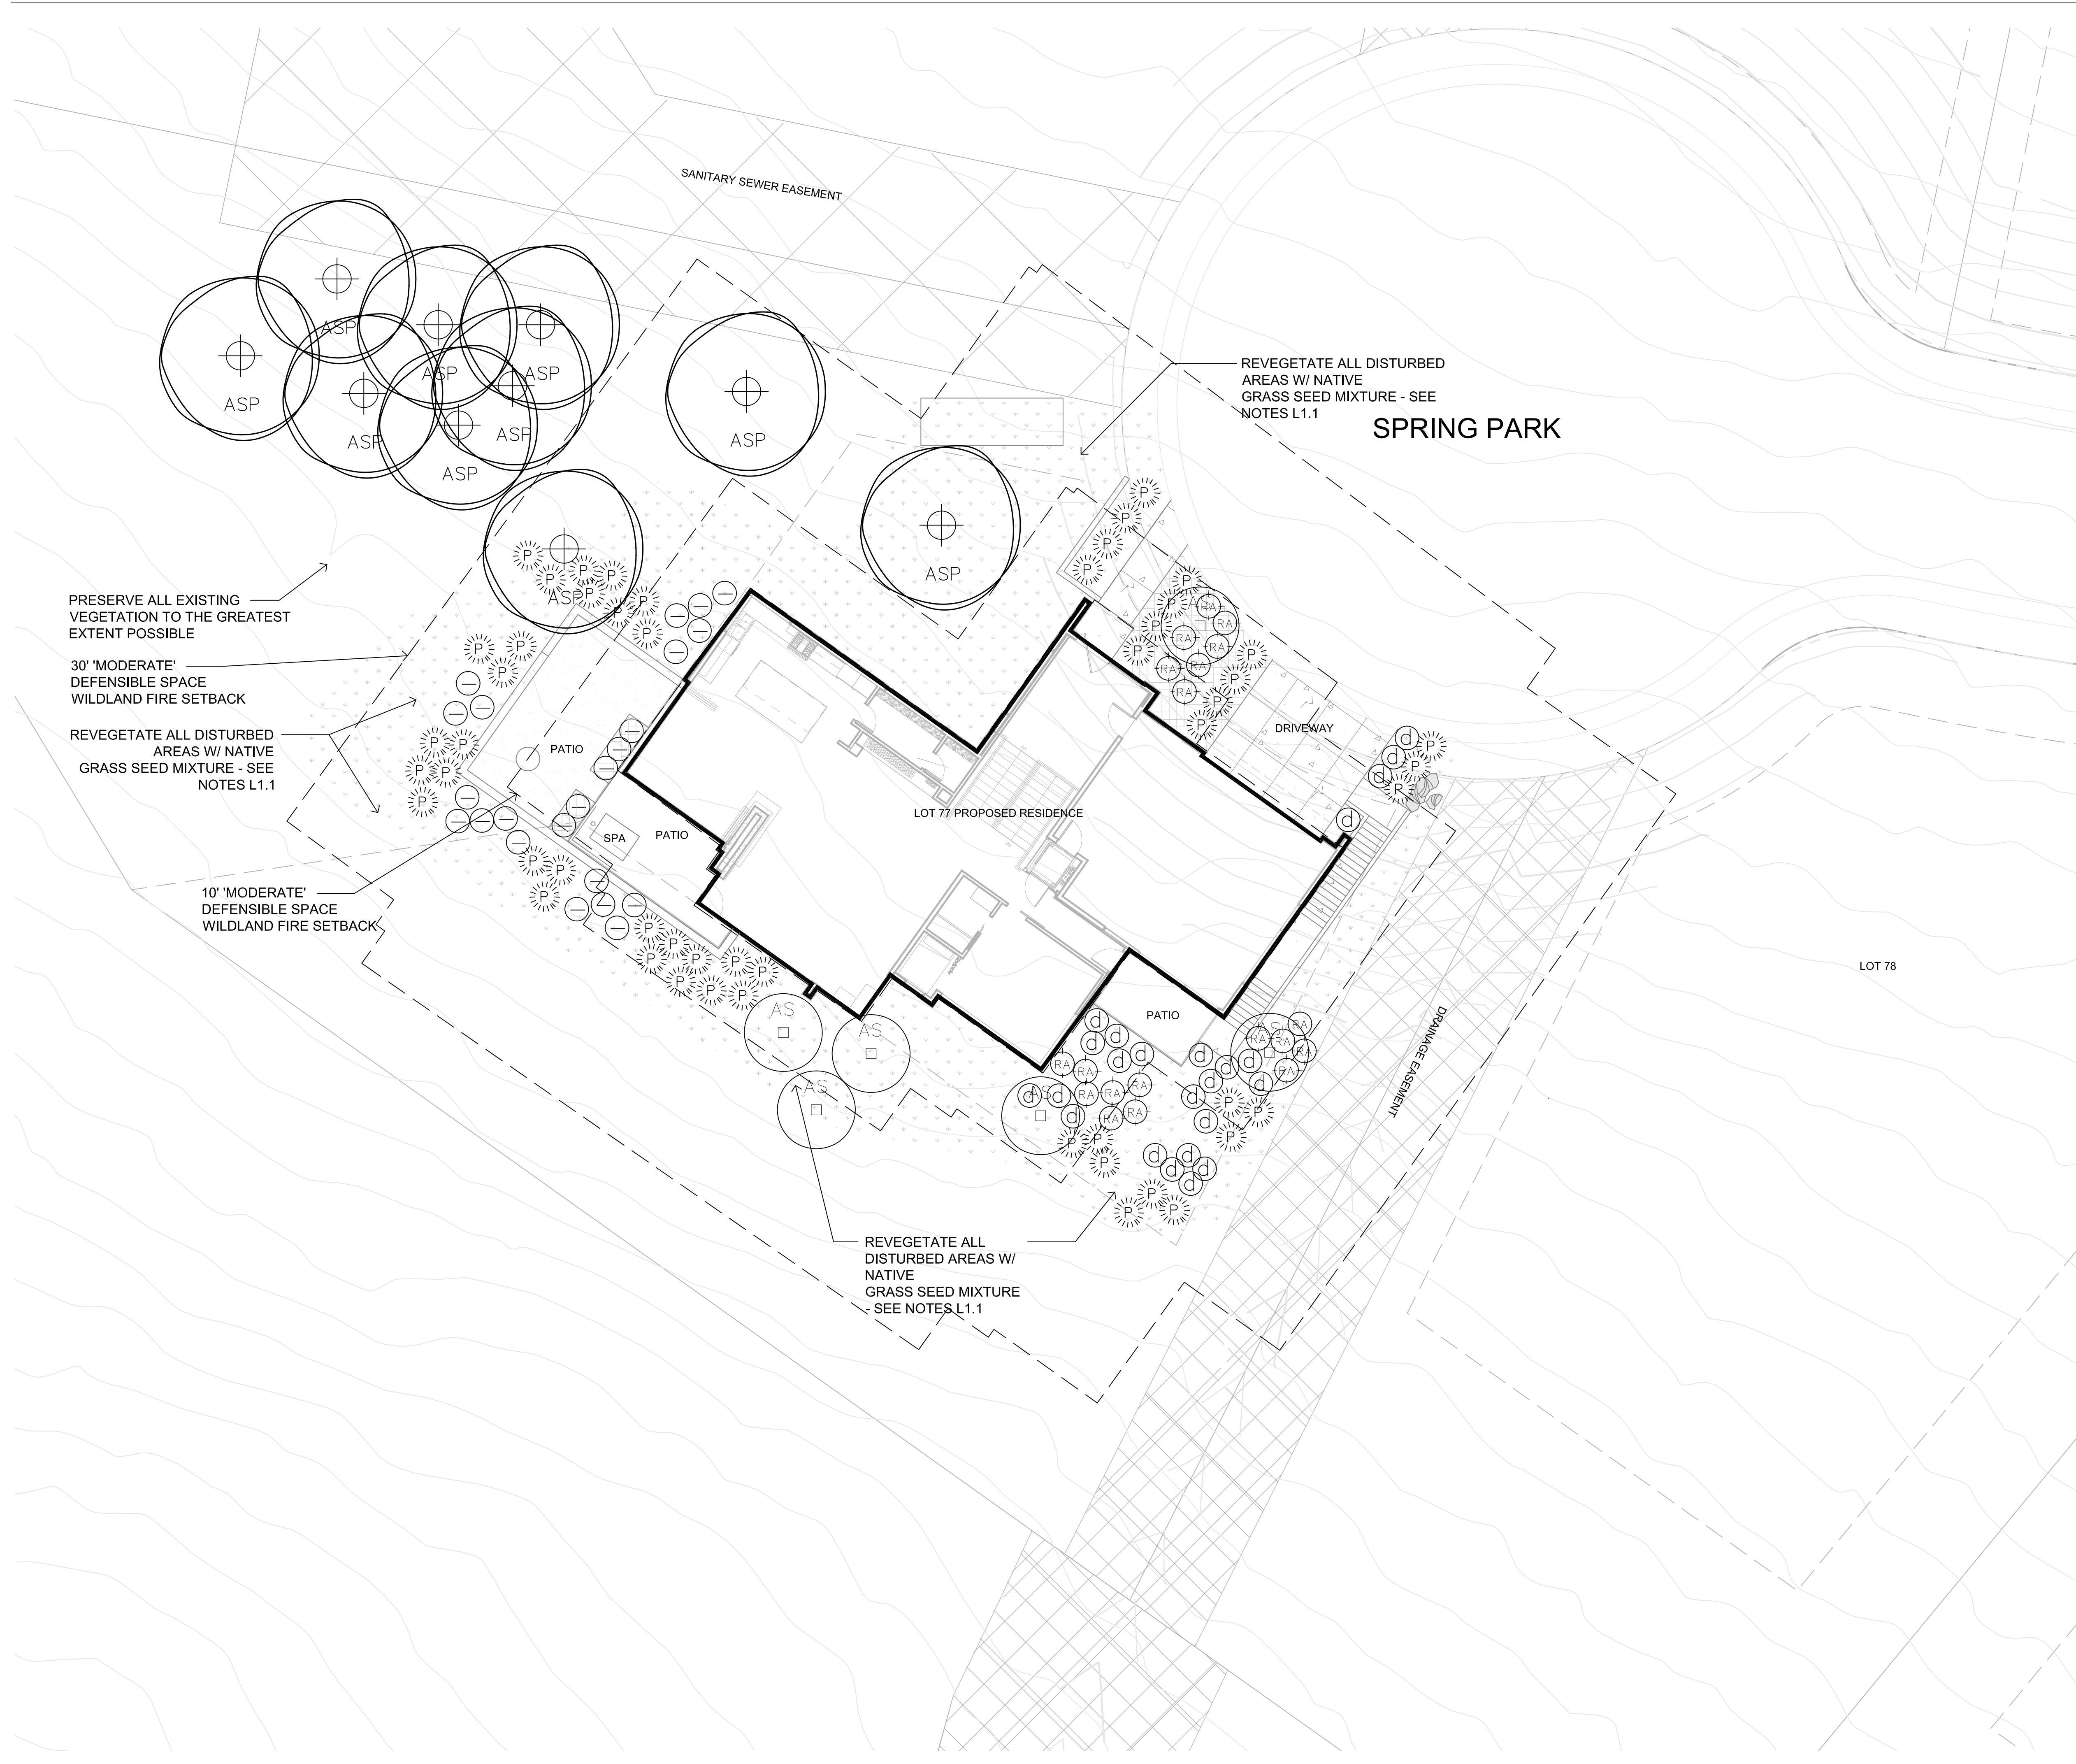 SANITARY SEWER EASEMENT
REVEGETATE ALL DISTURBED
AREAS W/ NATIVE
GRASS SEED MIXTURE - SEE
NOTES L1.1
SPRING PARK
ASP
ASP
ASP
ASP
ASP
ASP
ASP
ASP
ASP
ASP
PRESERVE ALL EXISTING
VEGETATION TO THE GREATEST
EXTENT POSSIBLE
30' 'MODERATE'
DEFENSIBLE SPACE
WILDLAND FIRE SETBACK
REVEGETATE ALL DISTURBED
AREAS W/ NATIVE
GRASS SEED MIXTURE - SEE
NOTES L1.1
10' 'MODERATE'
DEFENSIBLE SPACE
WILDLAND FIRE SETBACK
PATIO
SPA
PATIO
LOT 77 PROPOSED RESIDENCE
DRIVEWAY
PATIO
LOT 78
DRAINAGE EASEMENT
AS
AS
AS
AS
AS
REVEGETATE ALL
DISTURBED AREAS W/
NATIVE
GRASS SEED MIXTURE
- SEE NOTES L1.1